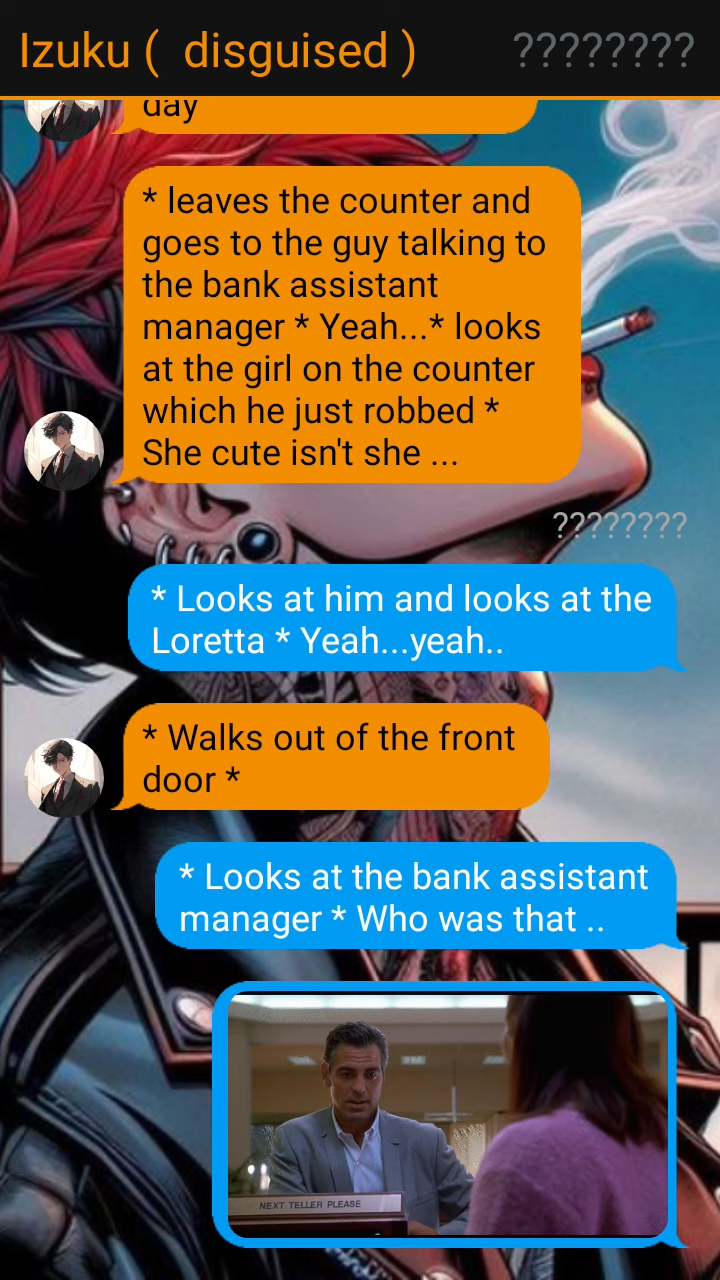 Izuku (  disguised )
????????
day
* leaves the counter and
goes to the guy talking to
the bank assistant
manager * Yeah...* looks
at the girl on the counter
which he just robbed *
She cute isn't she ...
????????
* Looks at him and looks at the
Loretta * Yeah...yeah..
* Walks out of the front
door *
* Looks at the bank assistant
manager * Who was that ..
NEXT TELLER PLEASE